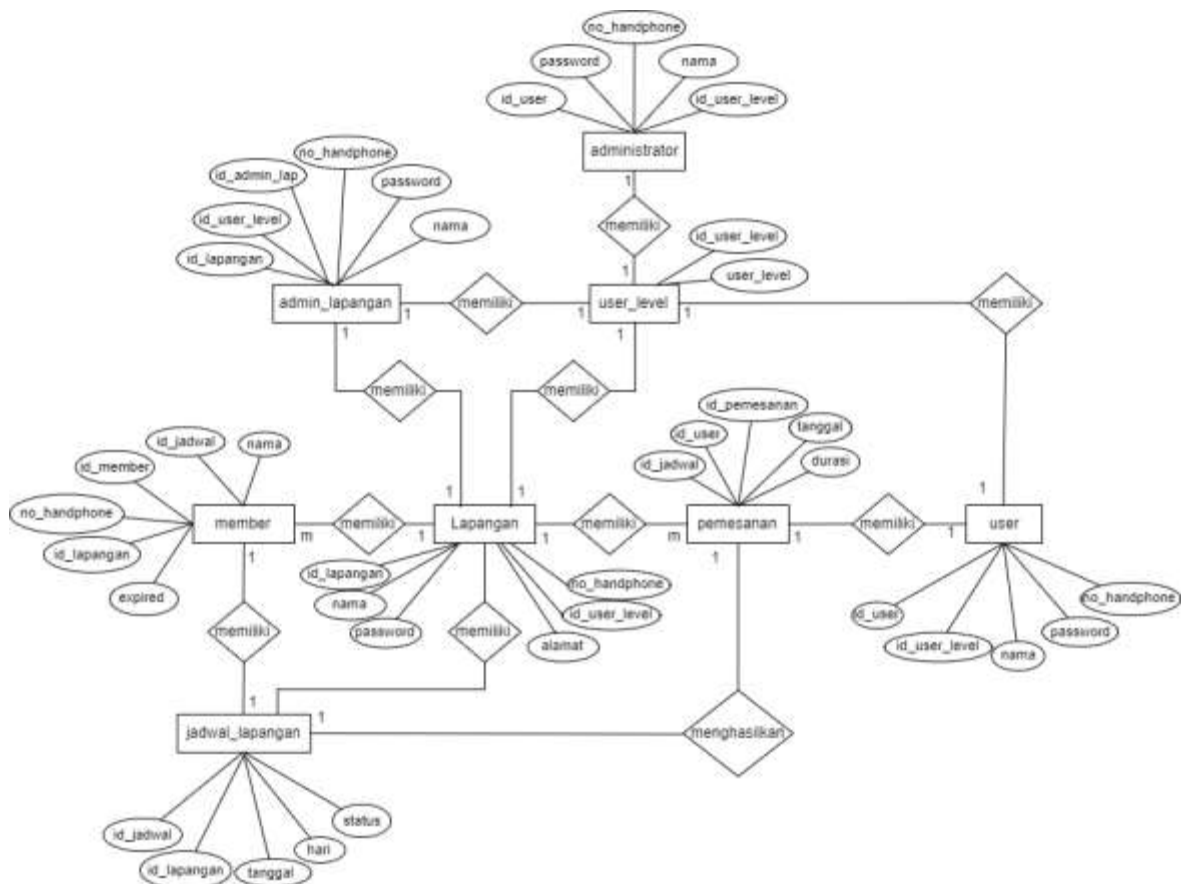 no_handphone
password
nama
id_user
id_user_level
administrator
1
memiliki
1
no_handphone
id_admin_lap
password
id_user_level
nama
id_lapangan
id_user_level
user_level
admin_lapangan
1
memiliki
1
user_level
1
memiliki
1
1
memiliki
memiliki
id_pemesanan
id_user
tanggal
id_jadwal
durasi
id_jadwal
nama
id_member
no_handphone
id_lapangan
expired
1
1
1
member
m
memiliki
1
Lapangan
1
memiliki
m
pemesanan
1
memiliki
1
user
1
1
1
id_lapangan
nama
password
no_handphone
id_user_level
alamat
id_user
id_user_level
nama
password
no_handphone
memiliki
memiliki
1
1
jadwal_lapangan
menghasilkan
id_jadwal
id_lapangan
tanggal
hari
status